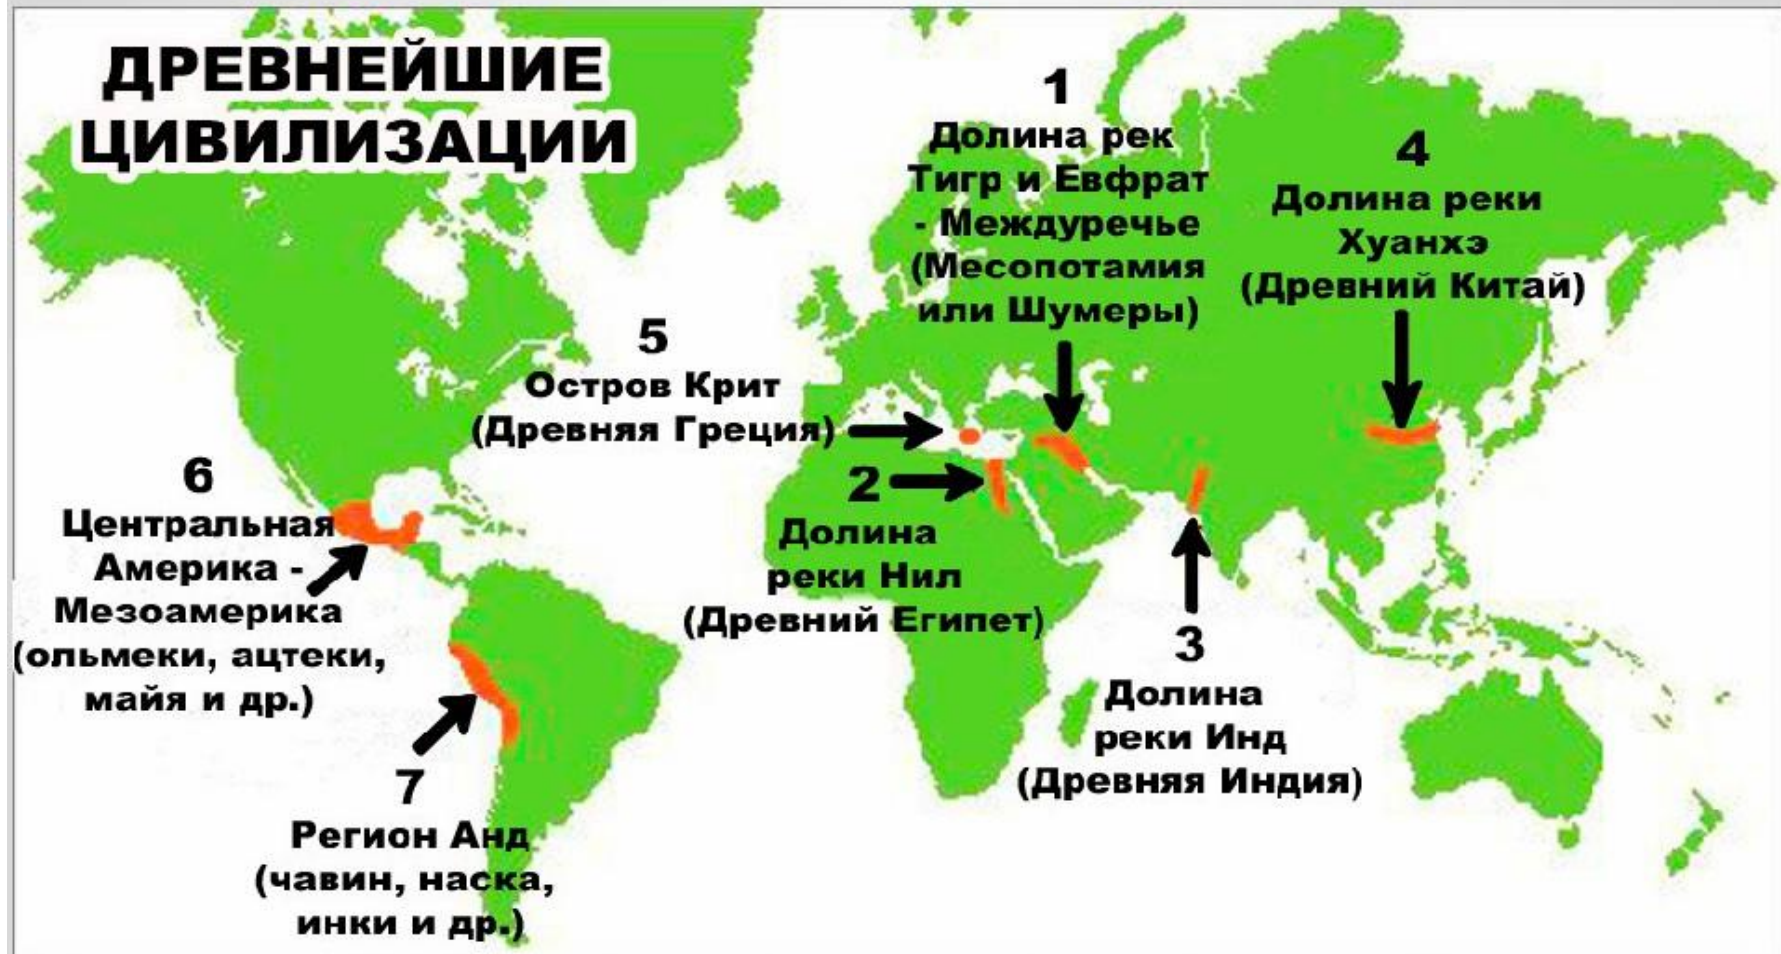 ДРЕВНЕЙШИЕ
ЦИВИЛИЗАЦИИ
1
Долина рек
Тигр и Евфрат
- Междуречье
(Месопотамия
или Шумеры)
4
Долина реки
Хуанхэ
(Древний Китай)
5
Остров Крит
(Древняя Греция)
6
Центральная
Америка -
Мезоамерика
(ольмеки, ацтеки,
майя и др.)
2
Долина
реки Нил
(Древний Египет)
3
Долина
реки Инд
(Древняя Индия)
7
Регион Анд
(чавин, наска,
инки и др.)